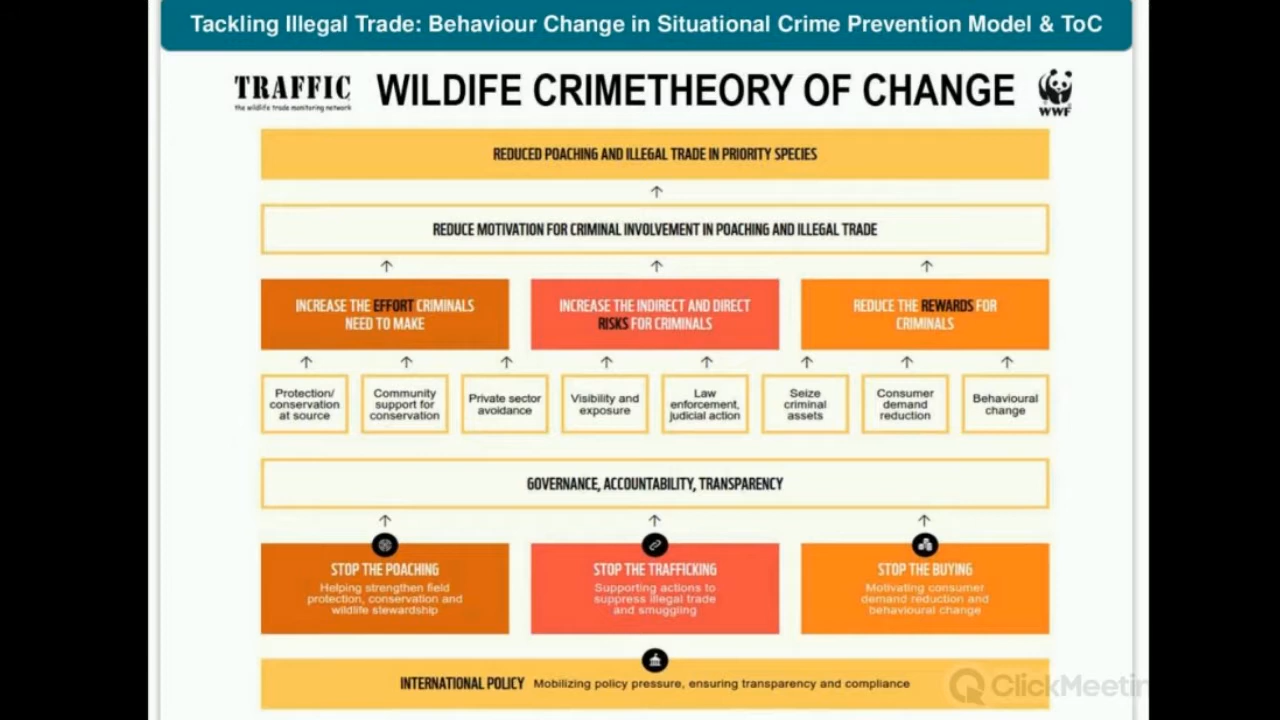 Tackling Illegal Trade: Behaviour Change in Situational Crime Prevention Model & ToC
TRAFFIC
the wildlife trade monitoring network
WILDIFE CRIMETHEORY OF CHANGE
WWF
REDUCED POACHING AND ILLEGAL TRADE IN PRIORITY SPECIES
REDUCE MOTIVATION FOR CRIMINAL INVOLVEMENT IN POACHING AND ILLEGAL TRADE
INCREASE THE EFFORT CRIMINALS
NEED TO MAKE
INCREASE THE INDIRECT AND DIRECT
RISKS FOR CRIMINALS
REDUCE THE REWARDS FOR
CRIMINALS
Protection/
conservation
at source
Community
support for
conservation
Private sector
avoidance
Visibility and
exposure
Law
enforcement,
judicial action
Seize
criminal
assets
Consumer
demand
reduction
Behavioural
change
GOVERNANCE, ACCOUNTABILITY, TRANSPARENCY
STOP THE POACHING
Helping strengthen field
protection, conservation and
wildlife stewardship
STOP THE TRAFFICKING
Supporting actions to
suppress illegal trade
and smuggling
STOP THE BUYING
Motivating consumer
demand reduction and
behavioural change
INTERNATIONAL POLICY Mobilizing policy pressure, ensuring transparency and compliance
ClickMeetin